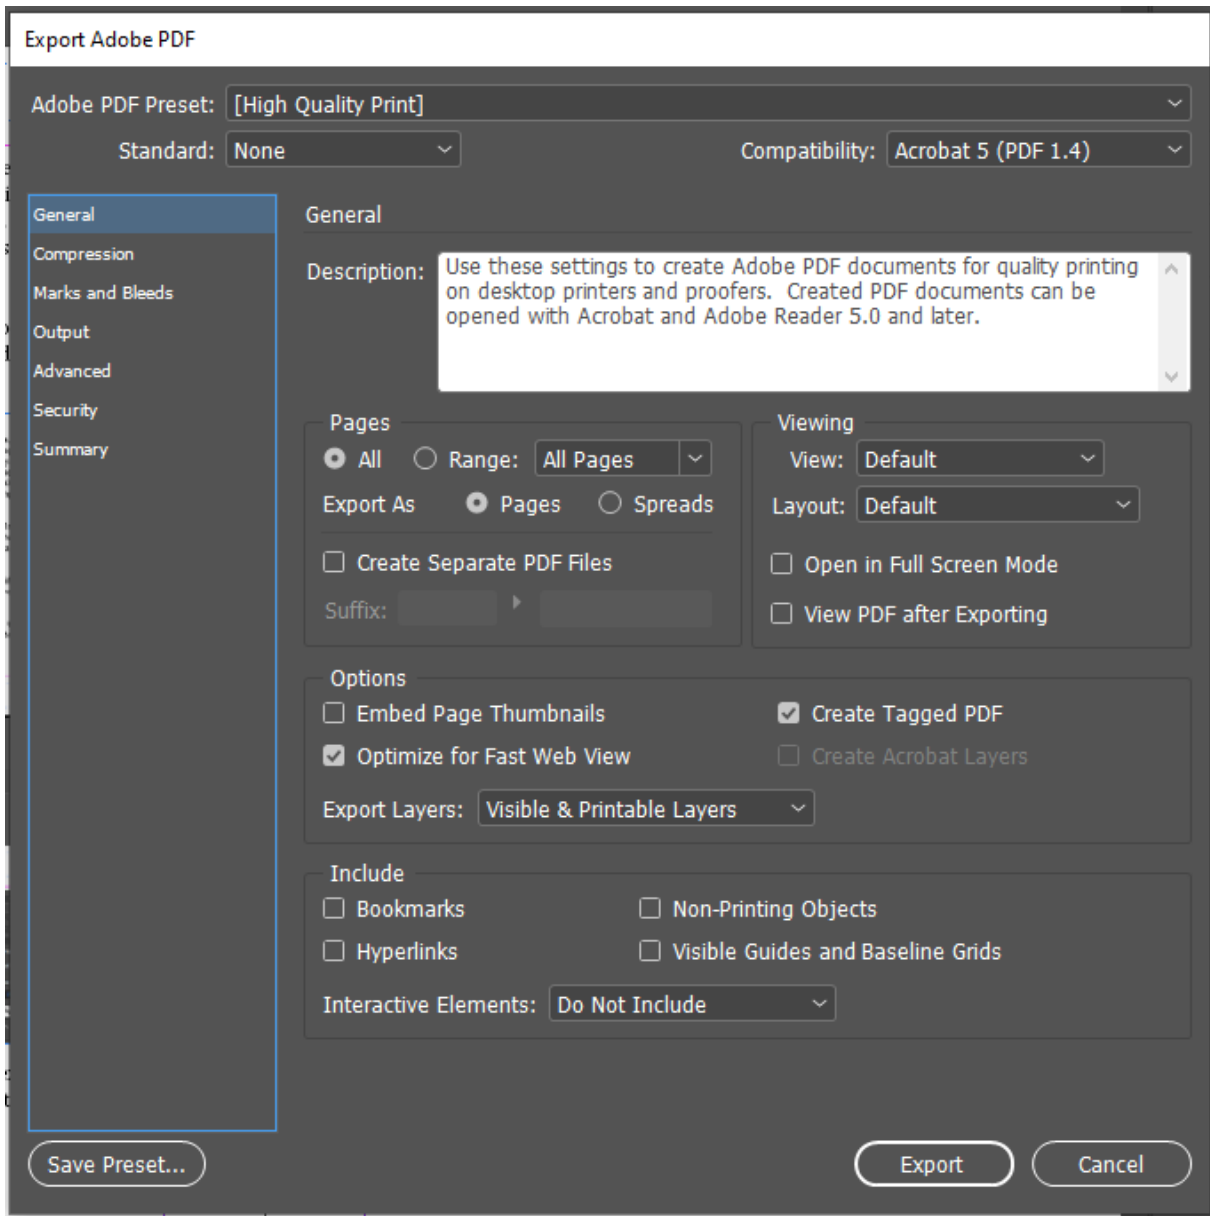 Export Adobe PDF
Adobe PDF Preset: [High Quality Print]
Standard: None
Compatibility: Acrobat 5 (PDF 1.4)
General
Compression
Marks and Bleeds
Output
Advanced
Security
Summary
General
Description: Use these settings to create Adobe PDF documents for quality printing
on desktop printers and proofers.  Created PDF documents can be
opened with Acrobat and Adobe Reader 5.0 and later.
Pages
All Range: All Pages
Export As Pages Spreads
Create Separate PDF Files
Suffix:
Viewing
View: Default
Layout: Default
Open in Full Screen Mode
View PDF after Exporting
Options
Embed Page Thumbnails
Create Tagged PDF
Optimize for Fast Web View
Create Acrobat Layers
Export Layers: Visible & Printable Layers
Include
Bookmarks
Non-Printing Objects
Hyperlinks
Visible Guides and Baseline Grids
Interactive Elements: Do Not Include
Save Preset...
Export
Cancel